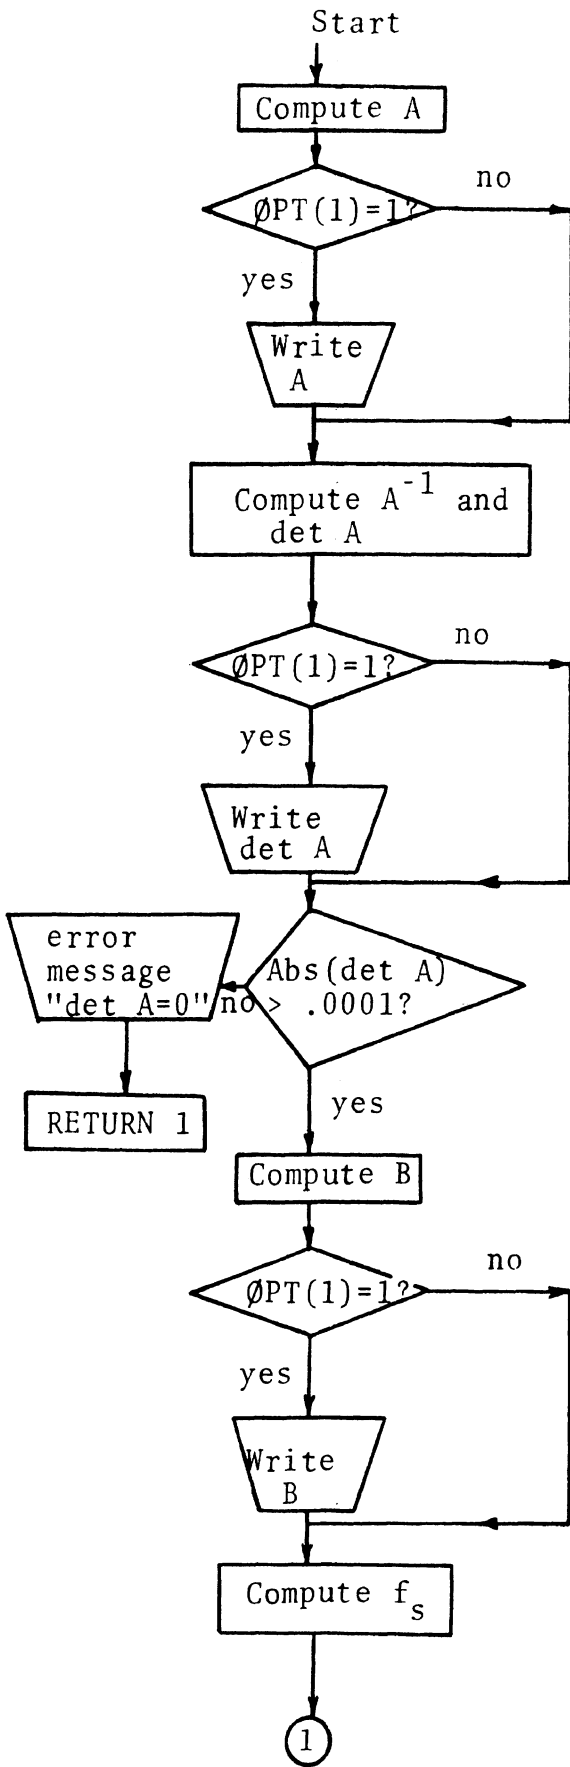 Start
Compute A
no
ØPT(1)=1?
yes
Write
A
Compute A⁻¹ and
det A
no
ØPT(1)=1?
yes
Write
det A
error
message
"det A=0"
Abs(det A)
no > .0001?
RETURN 1
yes
Compute B
no
ØPT(1)=1?
yes
Write
B
Compute fₛ
1